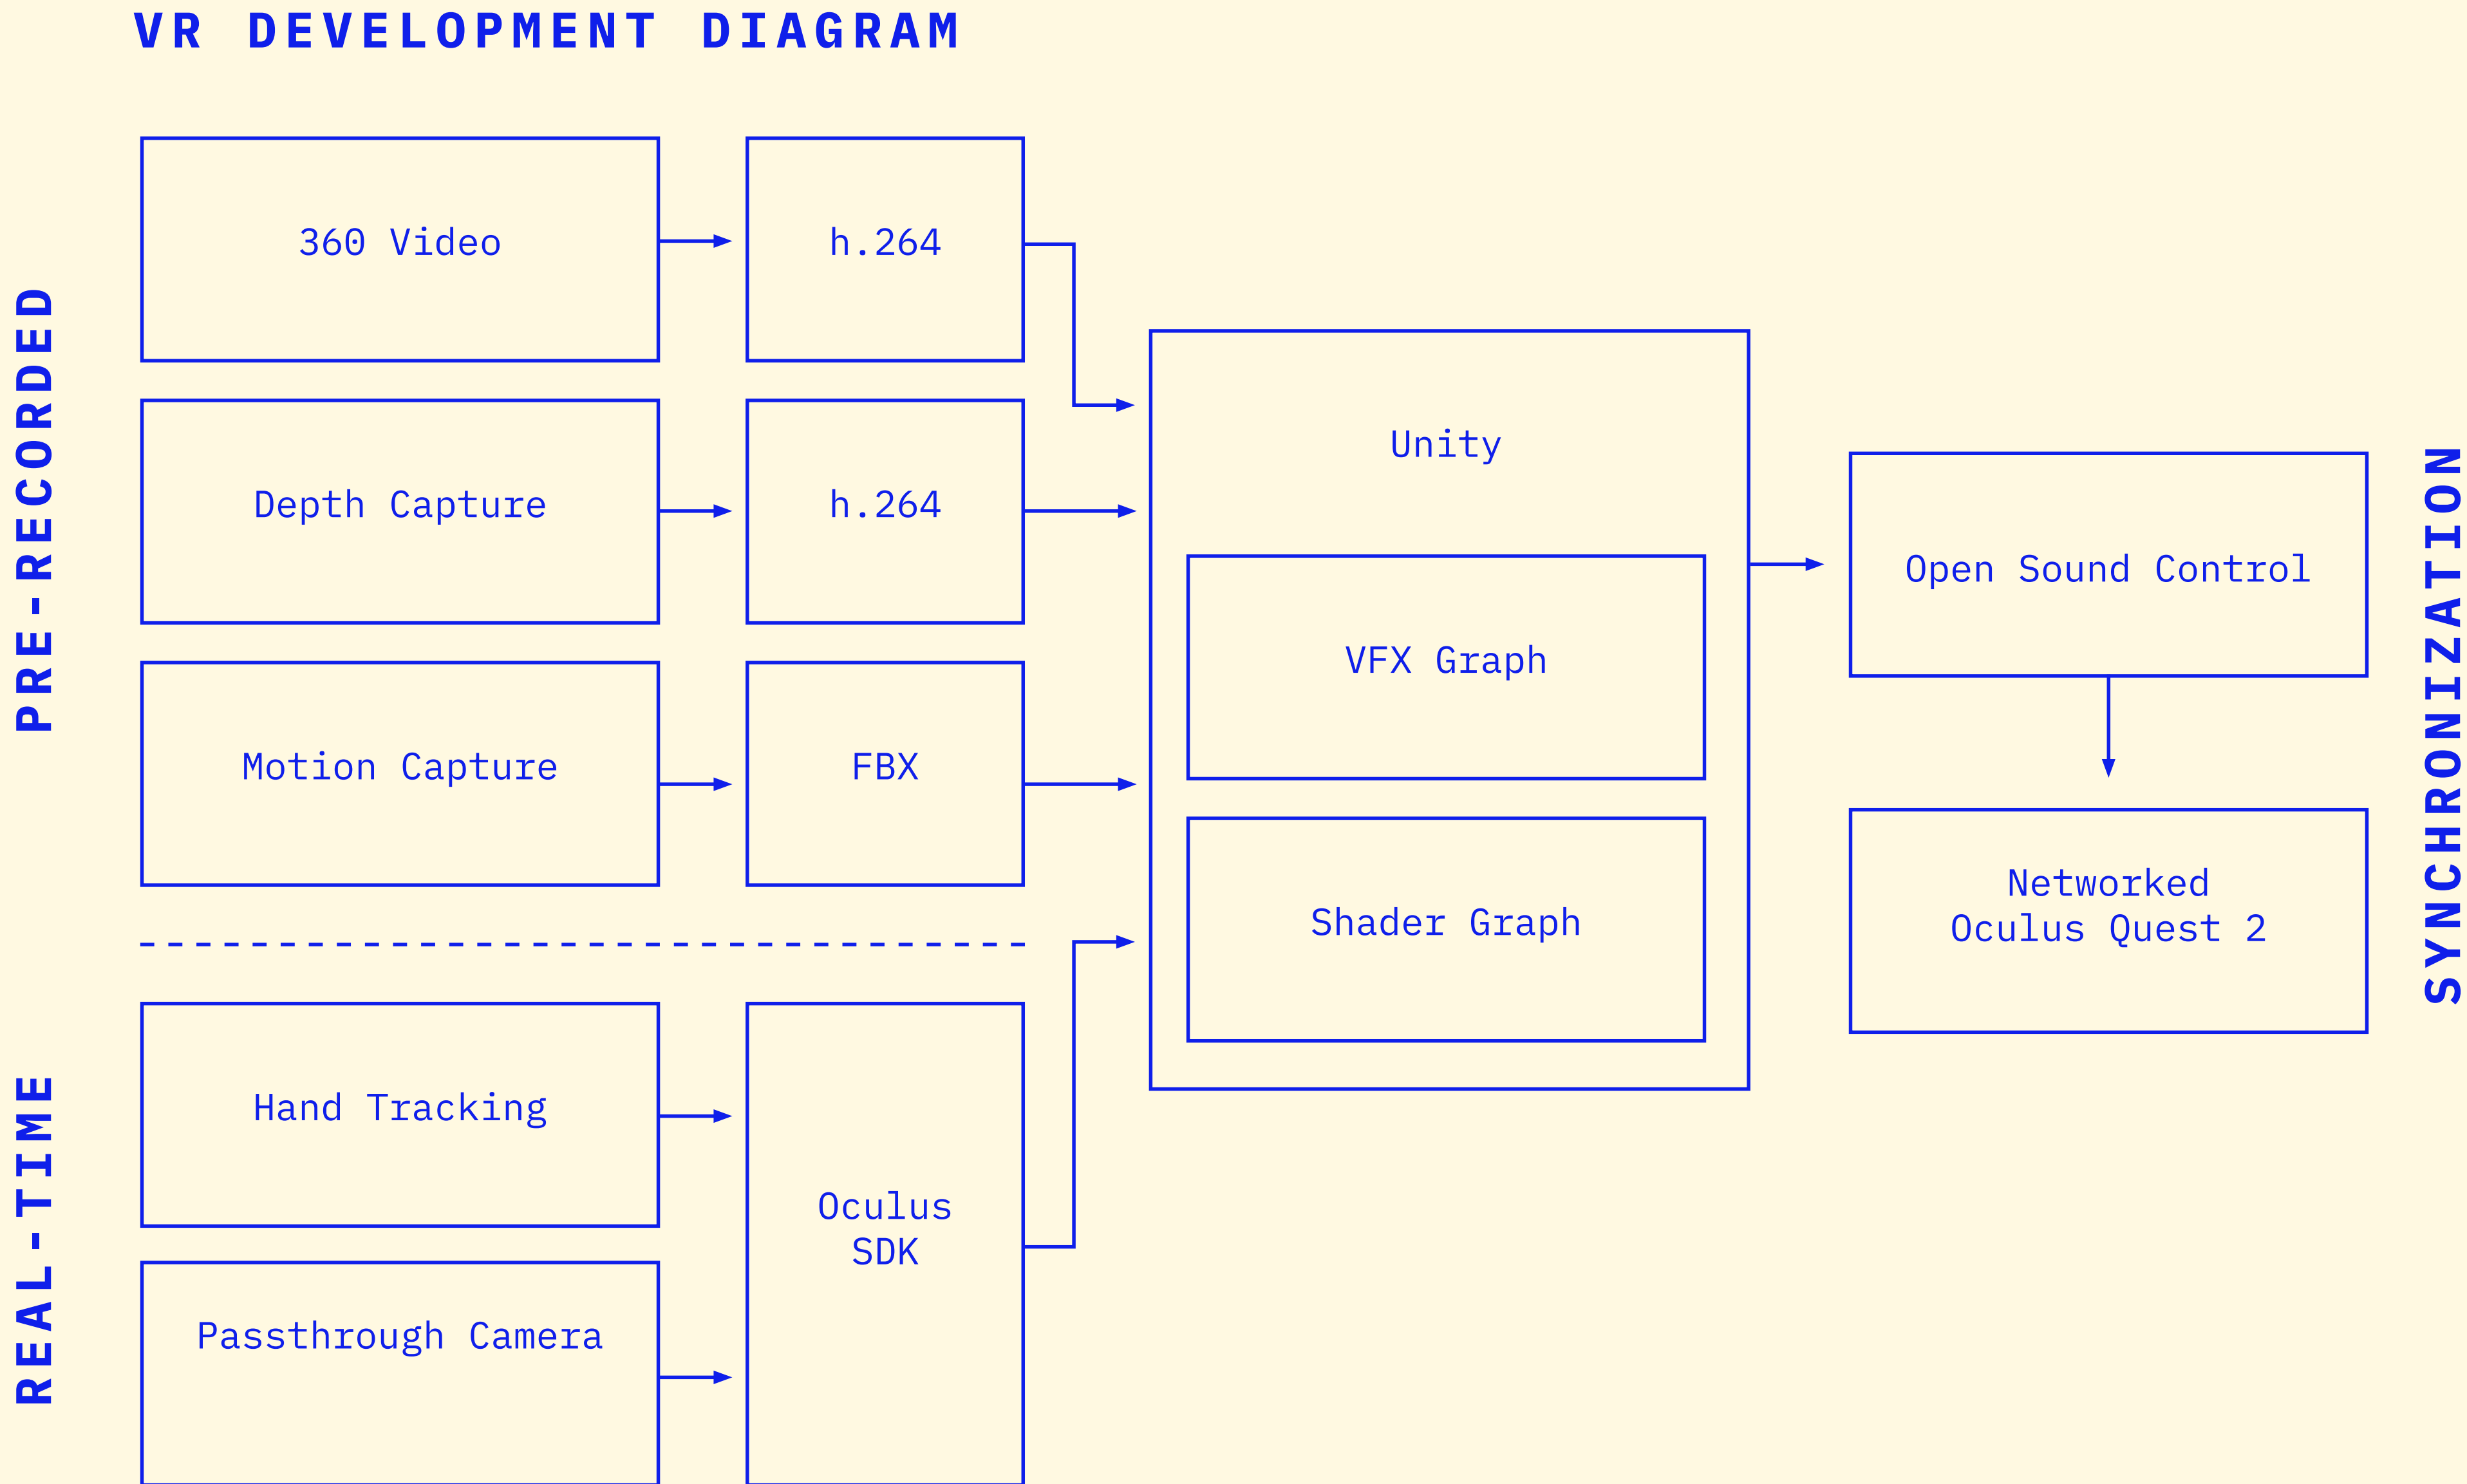 VR DEVELOPMENT DIAGRAM
PRE-RECORDED
360 Video
h.264
Depth Capture
h.264
Motion Capture
FBX
REAL-TIME
Hand Tracking
Passthrough Camera
Oculus
SDK
Unity
VFX Graph
Shader Graph
Open Sound Control
Networked
Oculus Quest 2
SYNCHRONIZATION